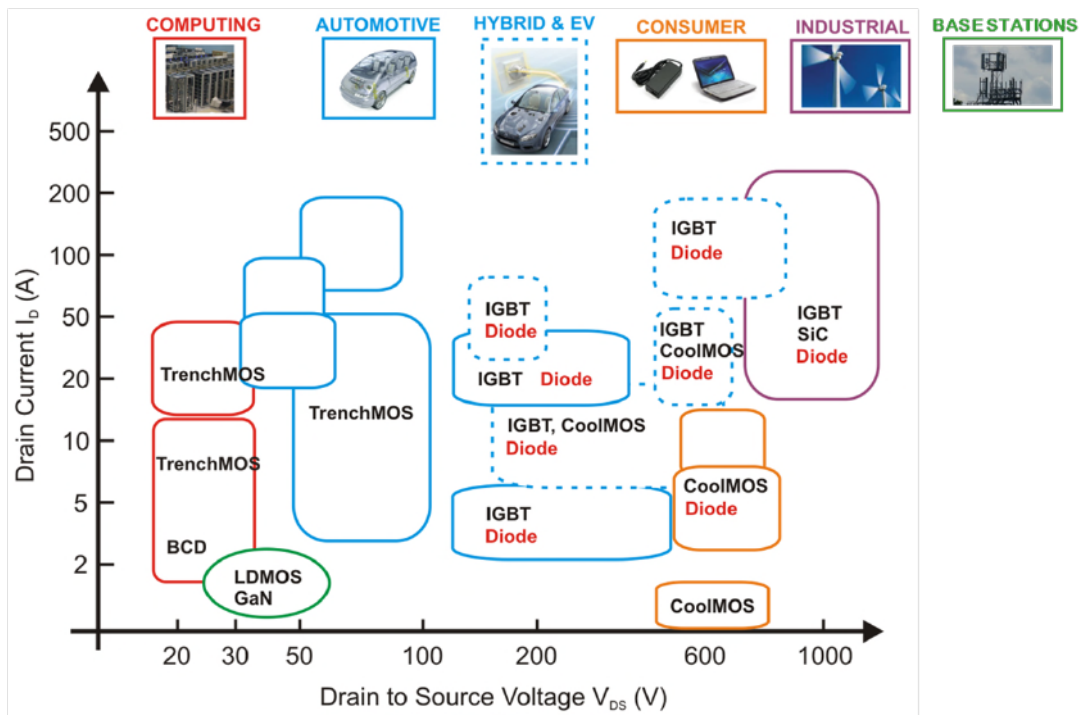 COMPUTING
AUTOMOTIVE
HYBRID & EV
CONSUMER
INDUSTRIAL
BASE STATIONS
Drain Current I_D (A)
500
200
100
50
20
10
5
2
IGBT
Diode
IGBT
Diode
IGBT
CoolMOS
Diode
IGBT
SiC
Diode
TrenchMOS
IGBT Diode
TrenchMOS
IGBT, CoolMOS
Diode
TrenchMOS
BCD
CoolMOS
Diode
IGBT
Diode
LDMOS
GaN
CoolMOS
20 30 50 100 200 600 1000
Drain to Source Voltage V_DS (V)